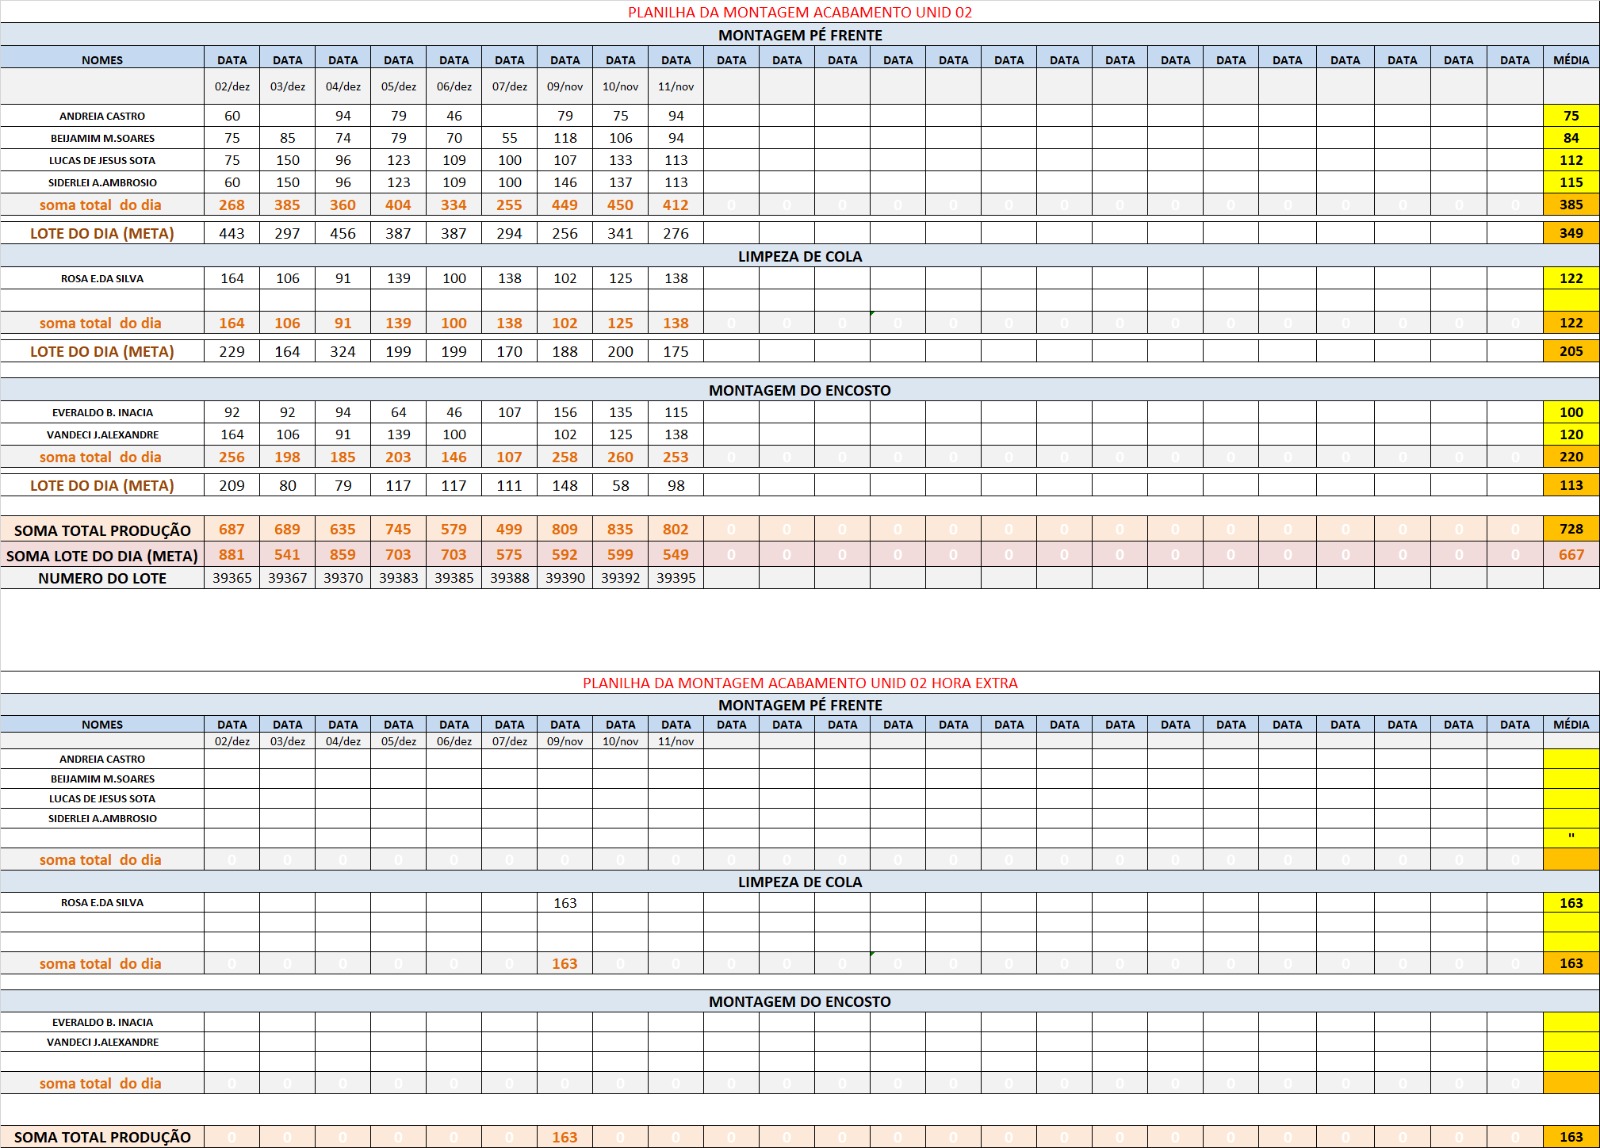 PLANILHA DA MONTAGEM ACABAMENTO UNID 02
MONTAGEM PÉ FRENTE
NOMES DATA DATA DATA DATA DATA DATA DATA DATA DATA DATA DATA DATA DATA DATA DATA DATA DATA DATA DATA DATA DATA DATA DATA DATA MÉDIA
02/dez 03/dez 04/dez 05/dez 06/dez 07/dez 09/nov 10/nov 11/nov
ANDREIA CASTRO 60 94 79 46 79 75 94 75
BEIJAMIM M.SOARES 75 85 74 79 70 55 118 106 94 84
LUCAS DE JESUS SOTA 75 150 96 123 109 100 107 133 113 112
SIDERLEI A.AMBROSIO 60 150 96 123 109 100 146 137 113 115
soma total do dia 268 385 360 404 334 255 449 450 412 0 0 0 0 0 0 0 0 0 0 0 0 0 0 0 385
LOTE DO DIA (META) 443 297 456 387 387 294 256 341 276 349
LIMPEZA DE COLA
ROSA E.DA SILVA 164 106 91 139 100 138 102 125 138 122
soma total do dia 164 106 91 139 100 138 102 125 138 0 0 0 0 0 0 0 0 0 0 0 0 0 0 0 122
LOTE DO DIA (META) 229 164 324 199 199 170 188 200 175 205
MONTAGEM DO ENCOSTO
EVERALDO B. INACIA 92 92 94 64 46 107 156 135 115 100
VANDECI J.ALEXANDRE 164 106 91 139 100 102 125 138 120
soma total do dia 256 198 185 203 146 107 258 260 253 0 0 0 0 0 0 0 0 0 0 0 0 0 0 0 220
LOTE DO DIA (META) 209 80 79 117 117 111 148 58 98 113
SOMA TOTAL PRODUÇÃO 687 689 635 745 579 499 809 835 802 0 0 0 0 0 0 0 0 0 0 0 0 0 0 0 728
SOMA LOTE DO DIA (META) 881 541 859 703 703 575 592 599 549 0 0 0 0 0 0 0 0 0 0 0 0 0 0 0 667
NUMERO DO LOTE 39365 39367 39370 39383 39385 39388 39390 39392 39395
PLANILHA DA MONTAGEM ACABAMENTO UNID 02 HORA EXTRA
MONTAGEM PÉ FRENTE
NOMES DATA DATA DATA DATA DATA DATA DATA DATA DATA DATA DATA DATA DATA DATA DATA DATA DATA DATA DATA DATA DATA DATA DATA DATA MÉDIA
02/dez 03/dez 04/dez 05/dez 06/dez 07/dez 09/nov 10/nov 11/nov
ANDREIA CASTRO
BEIJAMIM M.SOARES
LUCAS DE JESUS SOTA
SIDERLEI A.AMBROSIO
"
soma total do dia 0 0 0 0 0 0 0 0 0 0 0 0 0 0 0 0 0 0 0 0 0 0 0 0
LIMPEZA DE COLA
ROSA E.DA SILVA 163 163
soma total do dia 0 0 0 0 0 0 163 0 0 0 0 0 0 0 0 0 0 0 0 0 0 0 0 0 163
MONTAGEM DO ENCOSTO
EVERALDO B. INACIA
VANDECI J.ALEXANDRE
soma total do dia 0 0 0 0 0 0 0 0 0 0 0 0 0 0 0 0 0 0 0 0 0 0 0 0
SOMA TOTAL PRODUÇÃO 0 0 0 0 0 0 163 0 0 0 0 0 0 0 0 0 0 0 0 0 0 0 0 0 163